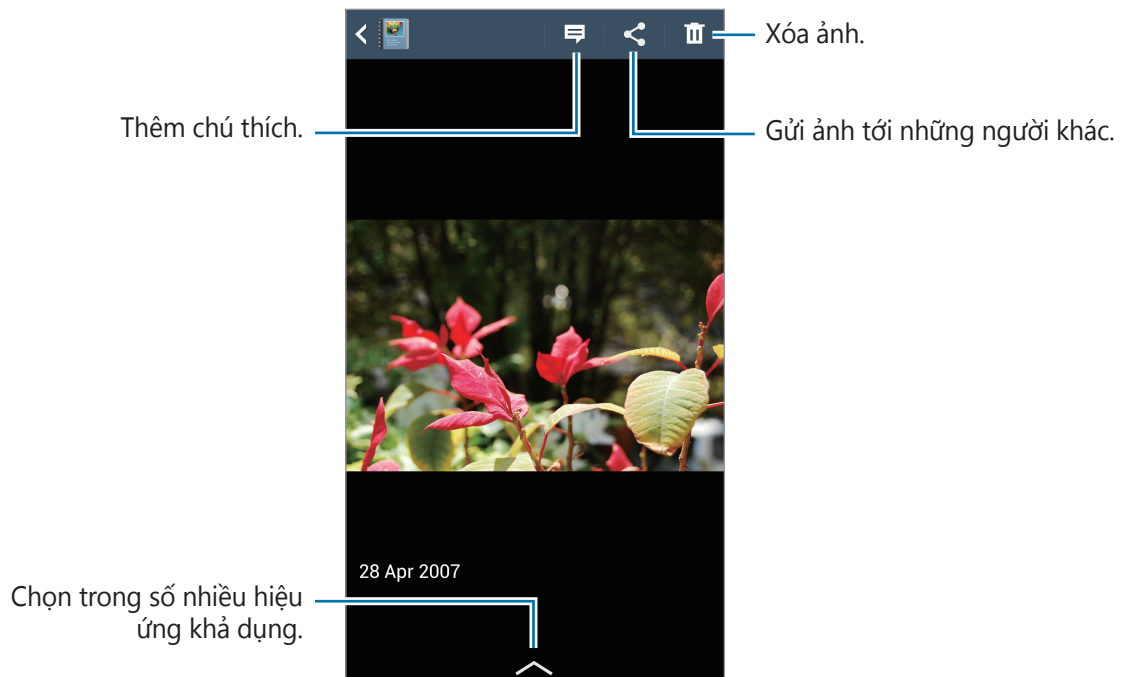 Xóa ảnh.
Thêm chú thích.
Gửi ảnh tới những người khác.
28 Apr 2007
Chọn trong số nhiều hiệu
ứng khả dụng.